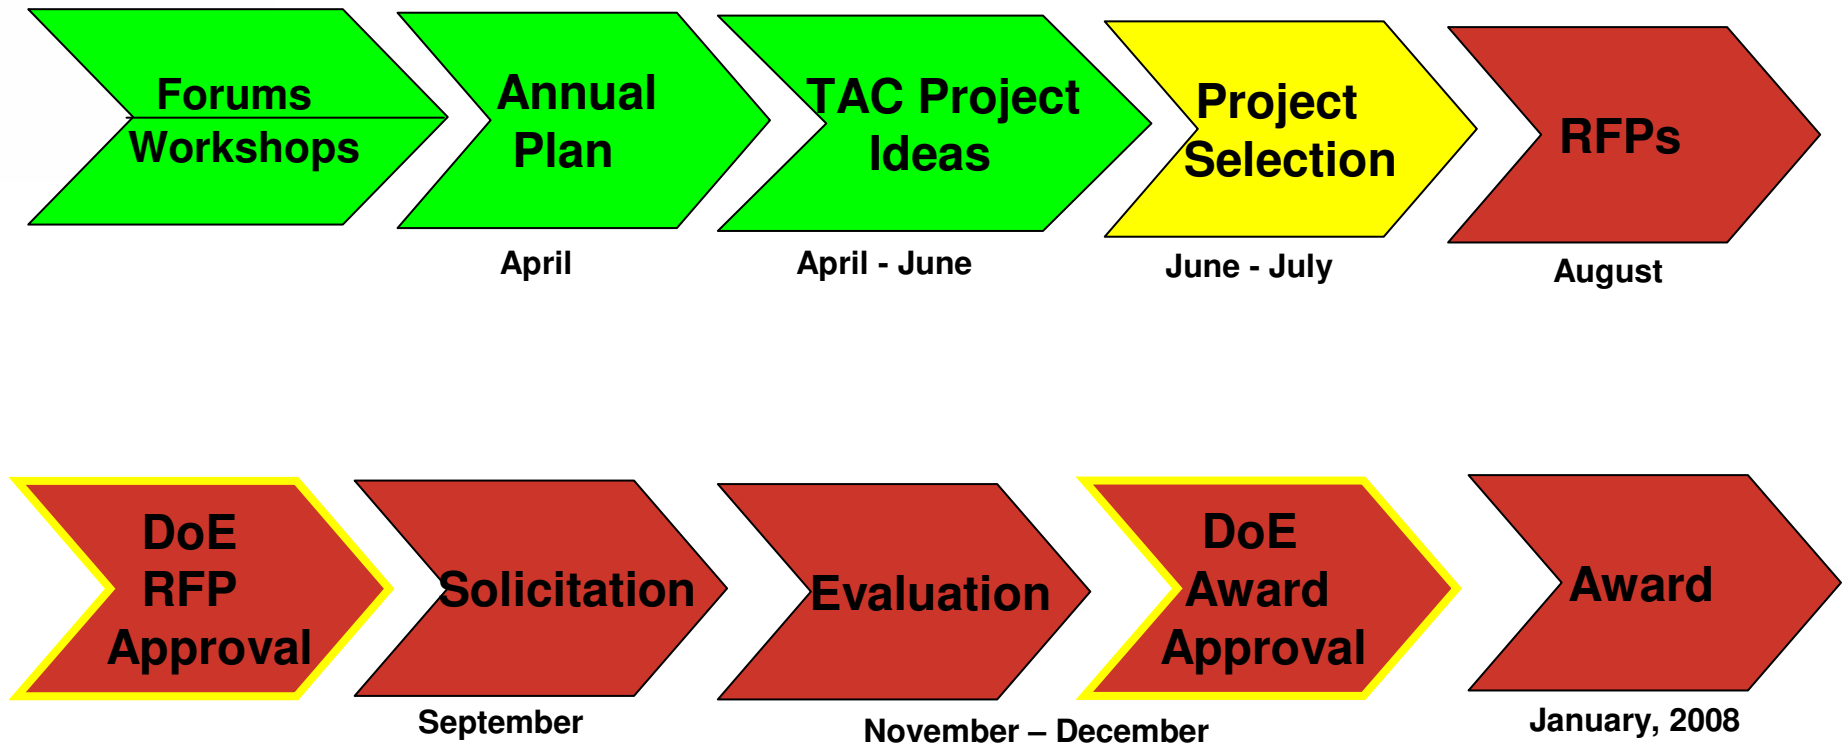 Forums
Workshops
Annual
Plan
TAC Project
Ideas
Project
Selection
RFPs
April
April - June
June - July
August
DoE
RFP
Approval
Solicitation
Evaluation
DoE
Award
Approval
Award
September
November – December
January, 2008